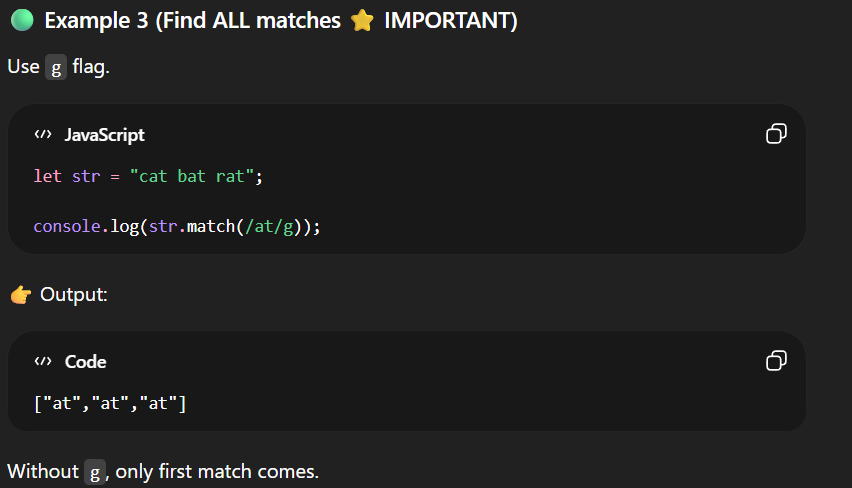 🟢 Example 3 (Find ALL matches ⭐ IMPORTANT)
Use g flag.
</> JavaScript
let str = "cat bat rat";
console.log(str.match(/at/g));
👉 Output:
</> Code
["at","at","at"]
Without g, only first match comes.